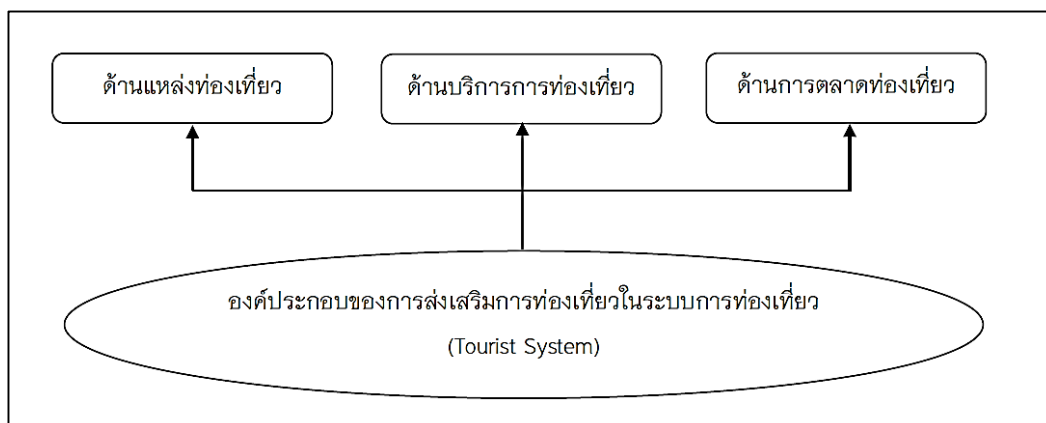 ด้านแหล่งท่องเที่ยว
ด้านบริการการท่องเที่ยว
ด้านการตลาดท่องเที่ยว
องค์ประกอบของการส่งเสริมการท่องเที่ยวในระบบการท่องเที่ยว
(Tourist System)